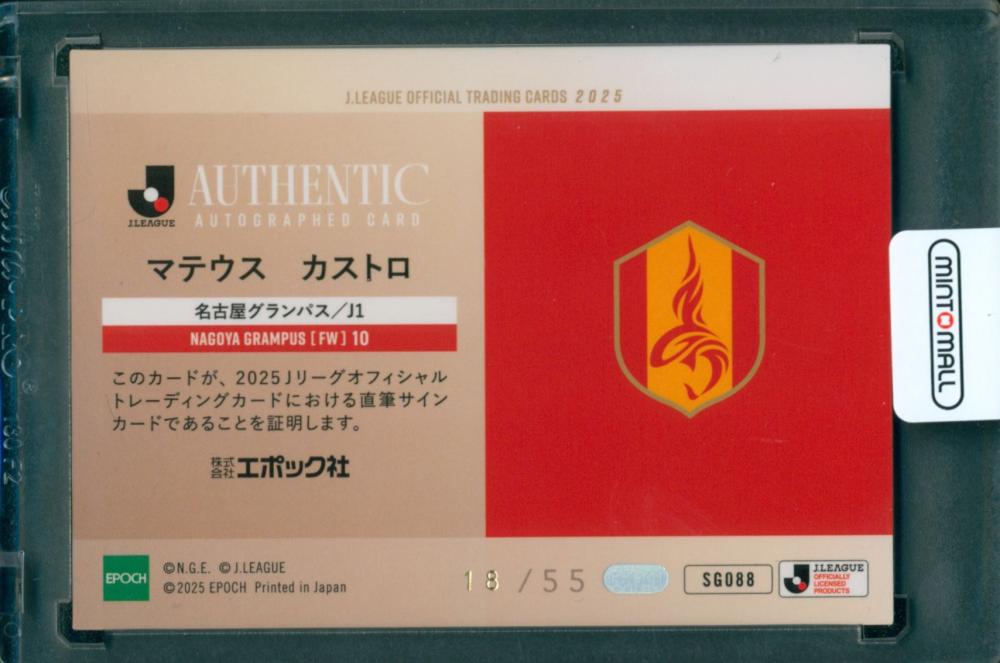 J.LEAGUE OFFICIAL TRADING CARDS 2025
J.LEAGUE
AUTHENTIC
AUTOGRAPHED CARD
マテウス カストロ
名古屋グランパス／J1
NAGOYA GRAMPUS [FW] 10
このカードが、2025Jリーグオフィシャル
トレーディングカードにおける直筆サイン
カードであることを証明します。
株式会社エポック社
EPOCH
©N.G.E. ©J.LEAGUE
©2025 EPOCH Printed in Japan
18/55
SG088
J.LEAGUE
OFFICIALLY
LICENSED
PRODUCTS
MINTMALL